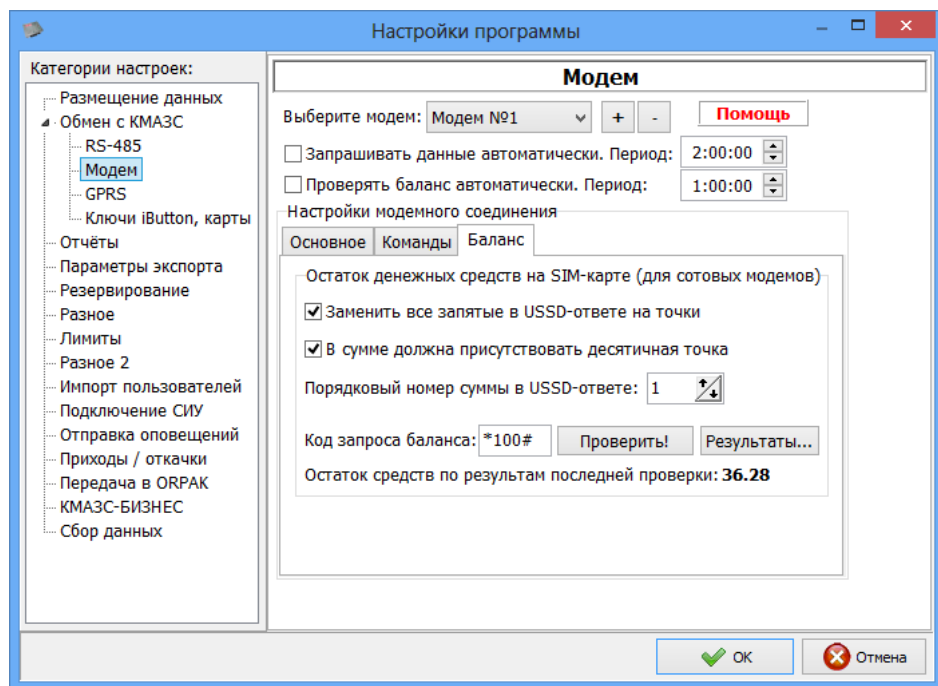 Настройки программы
Категории настроек:
Размещение данных
Обмен с КМАЗС
RS-485
Модем
GPRS
Ключи iButton, карты
Отчёты
Параметры экспорта
Резервирование
Разное
Лимиты
Разное 2
Импорт пользователей
Подключение СИУ
Отправка оповещений
Приходы / откачки
Передача в ORPAK
КМАЗС-БИЗНЕС
Сбор данных
Модем
Выберите модем: Модем №1 + - Помощь
Запрашивать данные автоматически. Период: 2:00:00
Проверять баланс автоматически. Период: 1:00:00
Настройки модемного соединения
Основное Команды Баланс
Остаток денежных средств на SIM-карте (для сотовых модемов)
Заменить все запятые в USSD-ответе на точки
В сумме должна присутствовать десятичная точка
Порядковый номер суммы в USSD-ответе: 1
Код запроса баланса: *100# Проверить! Результаты...
Остаток средств по результам последней проверки: 36.28
OK Отмена